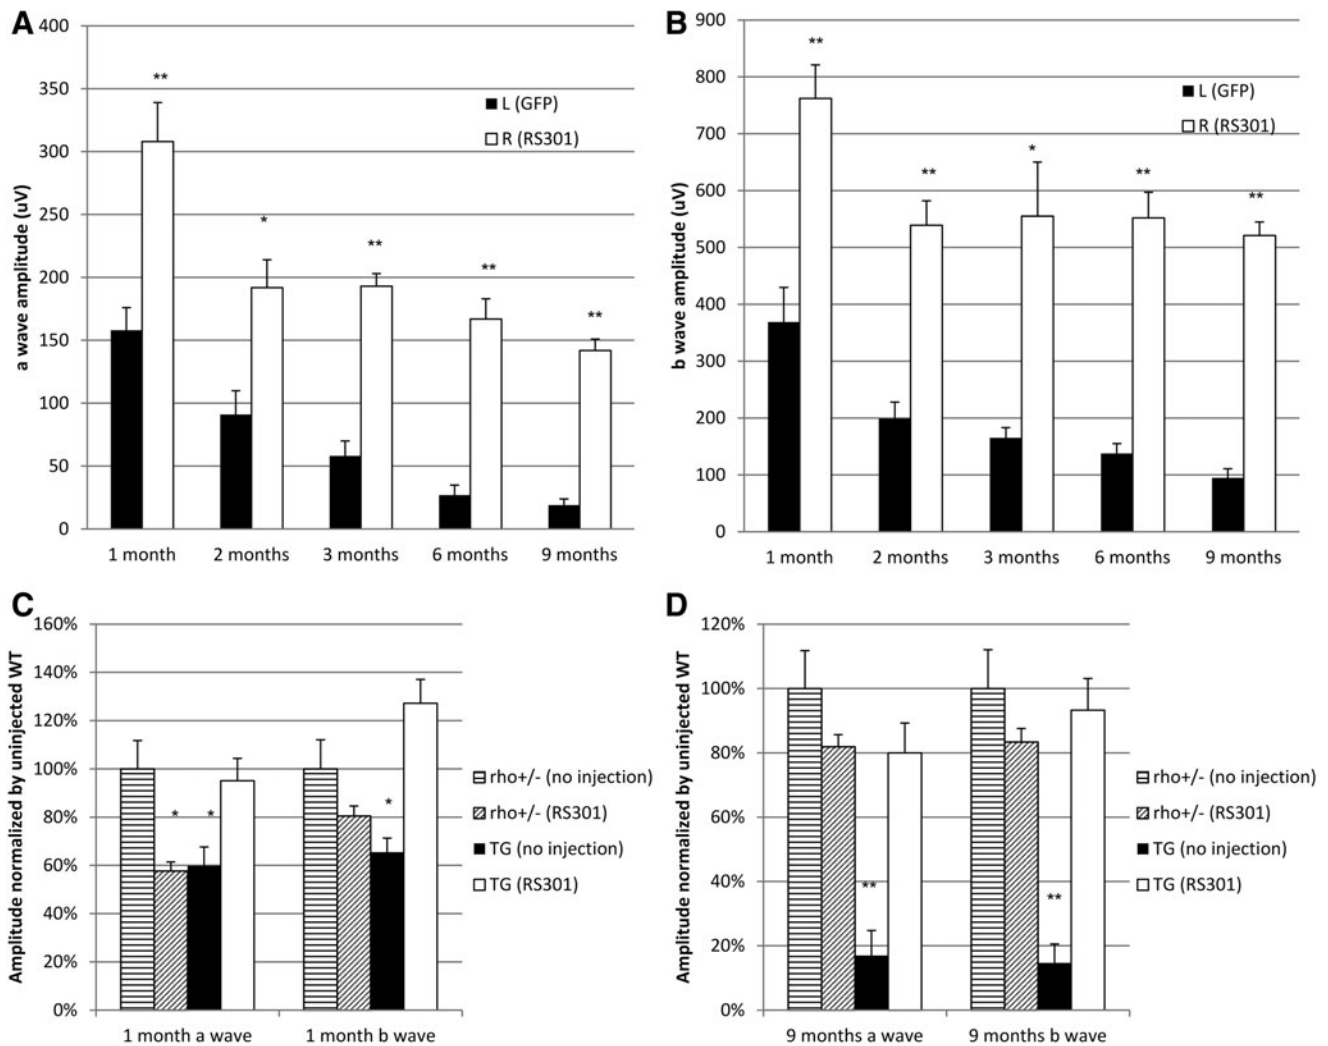 A
a wave amplitude (uV)
400
350
300
250
200
150
100
50
0
**
*
**
**
**
L (GFP)
R (RS301)
1 month
2 months
3 months
6 months
9 months
B
b wave amplitude (uV)
900
800
700
600
500
400
300
200
100
0
**
**
*
**
**
L (GFP)
R (RS301)
1 month
2 months
3 months
6 months
9 months
C
Amplitude normalized by uninjected WT
160%
140%
120%
100%
80%
60%
40%
20%
0%
*
*
*
rho+/- (no injection)
rho+/- (RS301)
TG (no injection)
TG (RS301)
1 month a wave
1 month b wave
D
Amplitude normalized by uninjected WT
120%
100%
80%
60%
40%
20%
0%
**
**
rho+/- (no injection)
rho+/- (RS301)
TG (no injection)
TG (RS301)
9 months a wave
9 months b wave